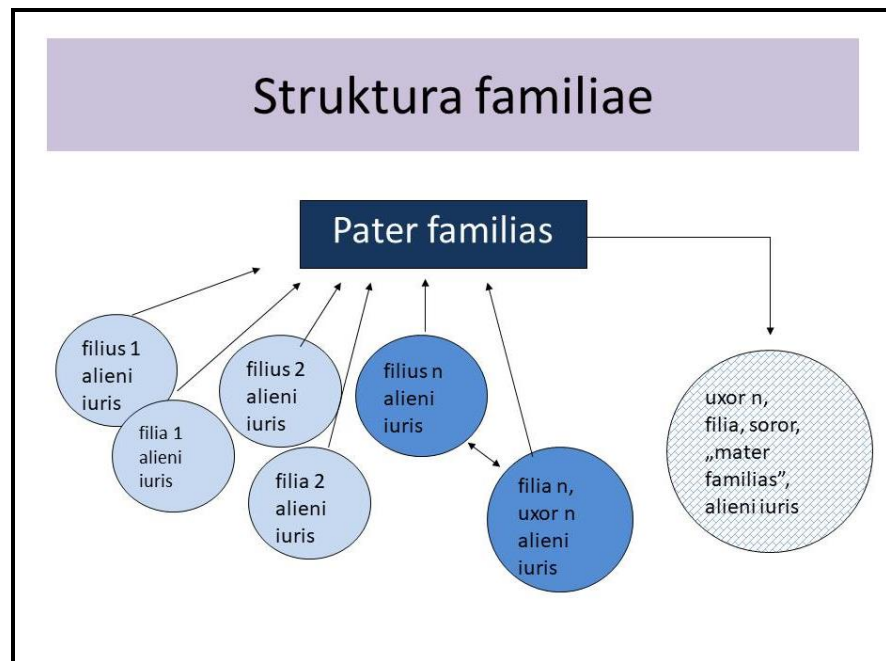 Struktura familiae
Pater familias
filius 1
alieni
iuris
filia 1
alieni
iuris
filius 2
alieni
iuris
filia 2
alieni
iuris
filius n
alieni
iuris
filia n,
uxor n
alieni
iuris
uxor n,
filia, soror,
„mater
familias”,
alieni iuris